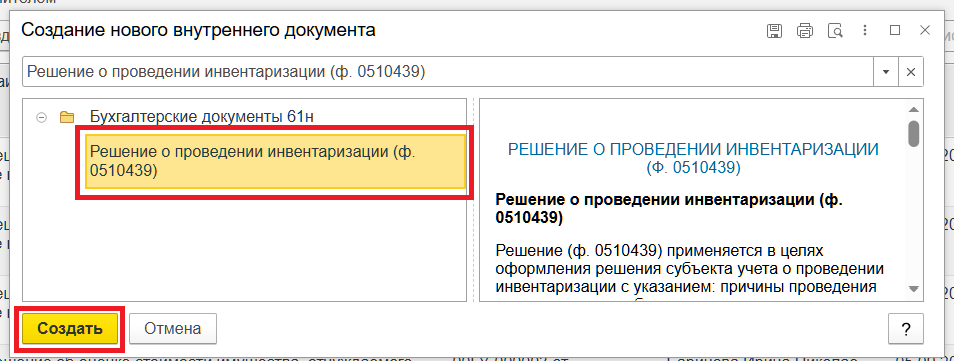 Создание нового внутреннего документа
Решение о проведении инвентаризации (ф. 0510439)
Бухгалтерские документы 61н
Решение о проведении инвентаризации (ф.
0510439)
РЕШЕНИЕ О ПРОВЕДЕНИИ ИНВЕНТАРИЗАЦИИ
(Ф. 0510439)
Решение о проведении инвентаризации (ф.
0510439)
Решение (ф. 0510439) применяется в целях
оформления решения субъекта учета о проведении
инвентаризации с указанием: причины проведения
Создать
Отмена
?